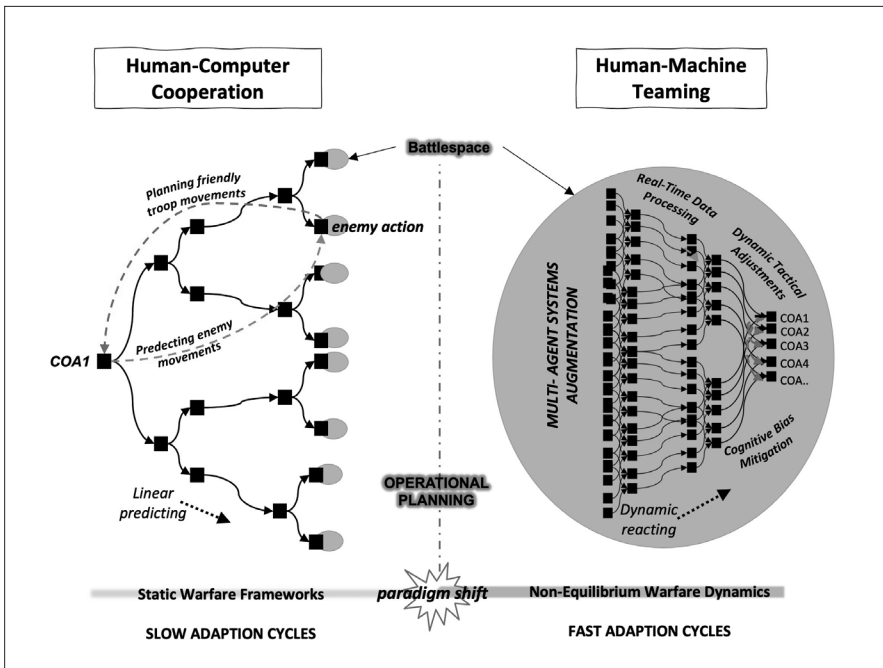 Human-Computer
Cooperation
Human-Machine
Teaming
Battlespace
Planning friendly
troop movements
enemy action
Predecting enemy
movements
COA1
Linear
predicting
OPERATIONAL
PLANNING
MULTI- AGENT SYSTEMS
AUGMENTATION
Real-Time Data
Processing
Dynamic Tactical
Adjustments
COA1
COA2
COA3
COA4
COA..
Cognitive Bias
Mitigation
Dynamic
reacting
Static Warfare Frameworks
paradigm shift
Non-Equilibrium Warfare Dynamics
SLOW ADAPTION CYCLES
FAST ADAPTION CYCLES